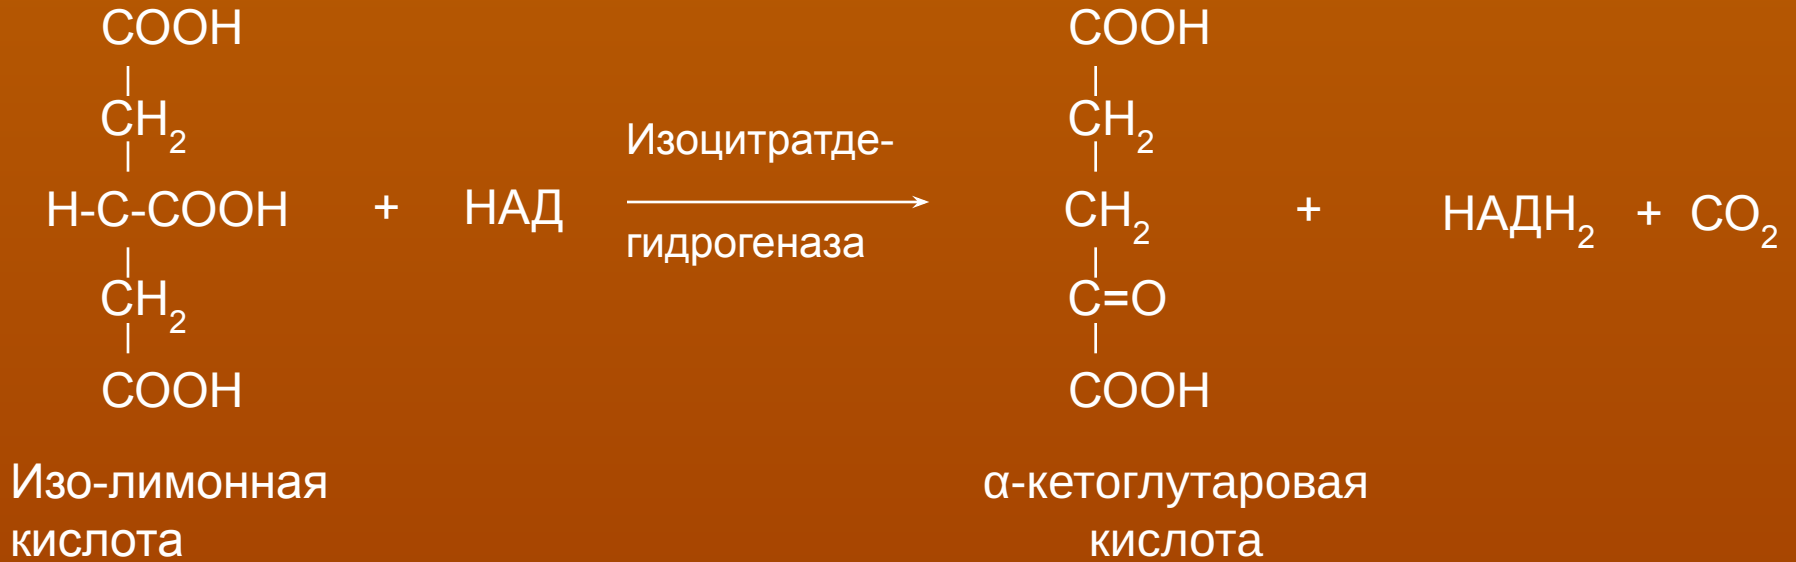 COOH
|
CH2
|
H-C-COOH
|
CH2
|
COOH
Изо-лимонная
кислота
+
НАД
Изоцитратде-
гидрогеназа
COOH
|
CH2
|
CH2
|
C=O
|
COOH
α-кетоглутаровая
кислота
+
НАДН2
+
CO2